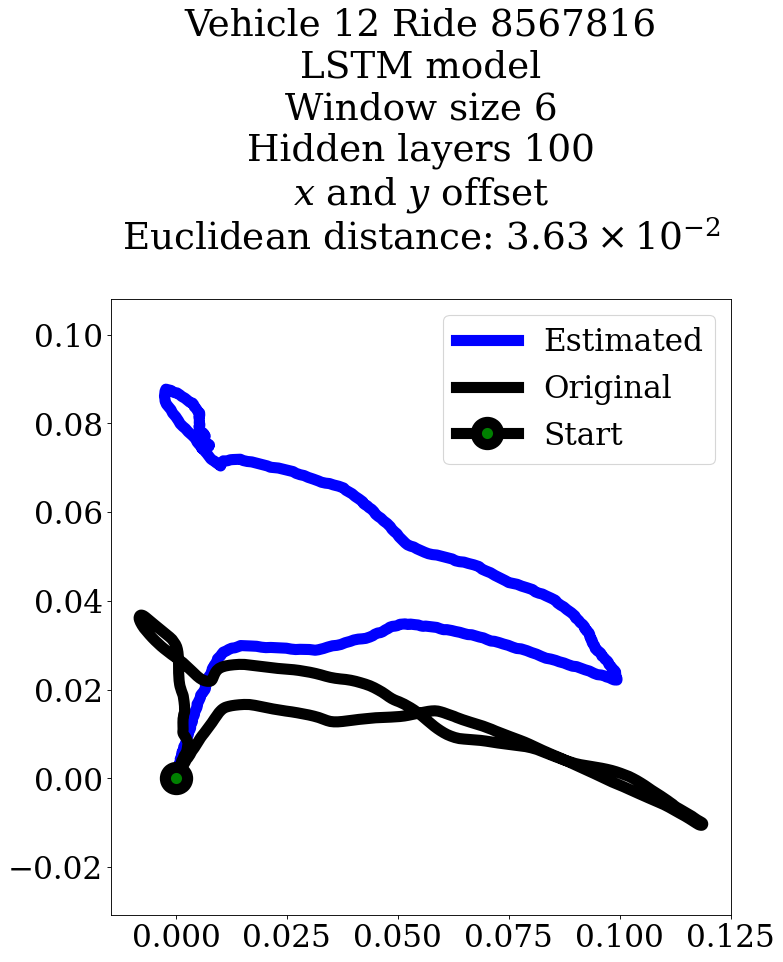 Vehicle 12 Ride 8567816
LSTM model
Window size 6
Hidden layers 100
x and y offset
Euclidean distance: 3.63 × 10⁻²
Estimated
Original
Start
0.10
0.08
0.06
0.04
0.02
0.00
−0.02
0.000 0.025 0.050 0.075 0.100 0.125